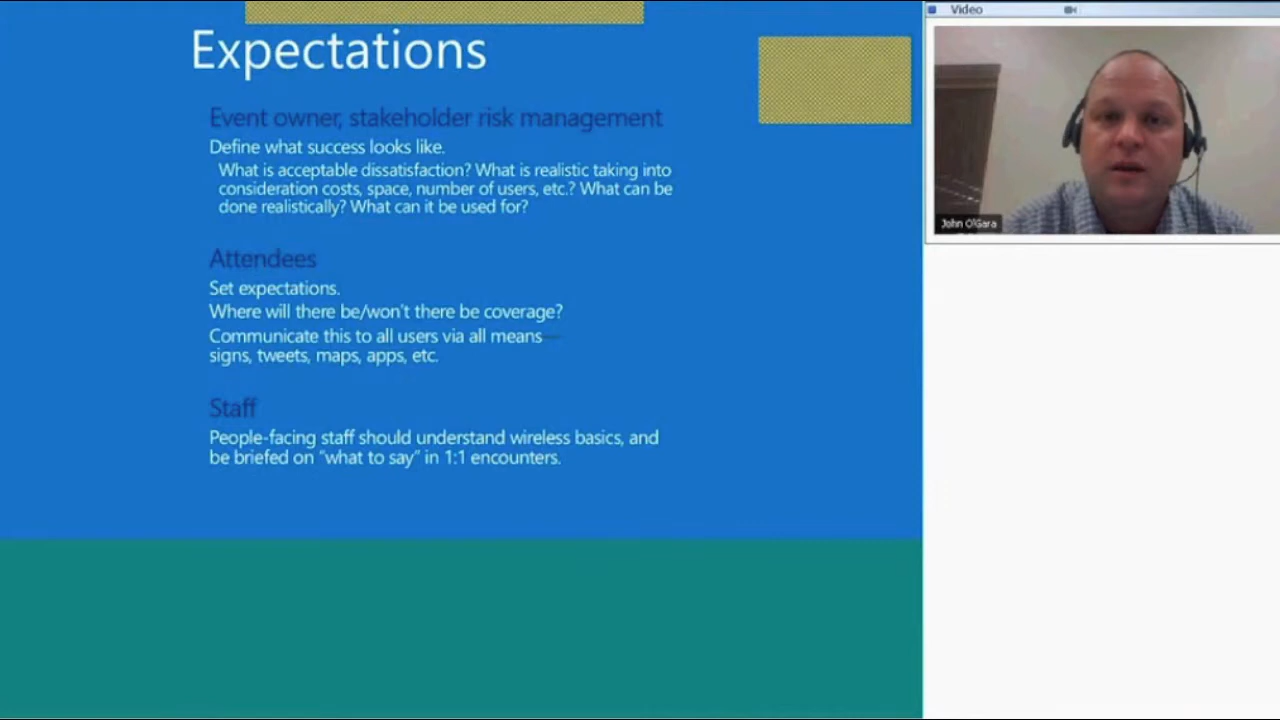 Expectations
Event owner, stakeholder risk management
Define what success looks like.
What is acceptable dissatisfaction? What is realistic taking into
consideration costs, space, number of users, etc.? What can be
done realistically? What can it be used for?
Attendees
Set expectations.
Where will there be/won't there be coverage?
Communicate this to all users via all means—
signs, tweets, maps, apps, etc.
Staff
People-facing staff should understand wireless basics, and
be briefed on "what to say" in 1:1 encounters.
Video
John O'Gara